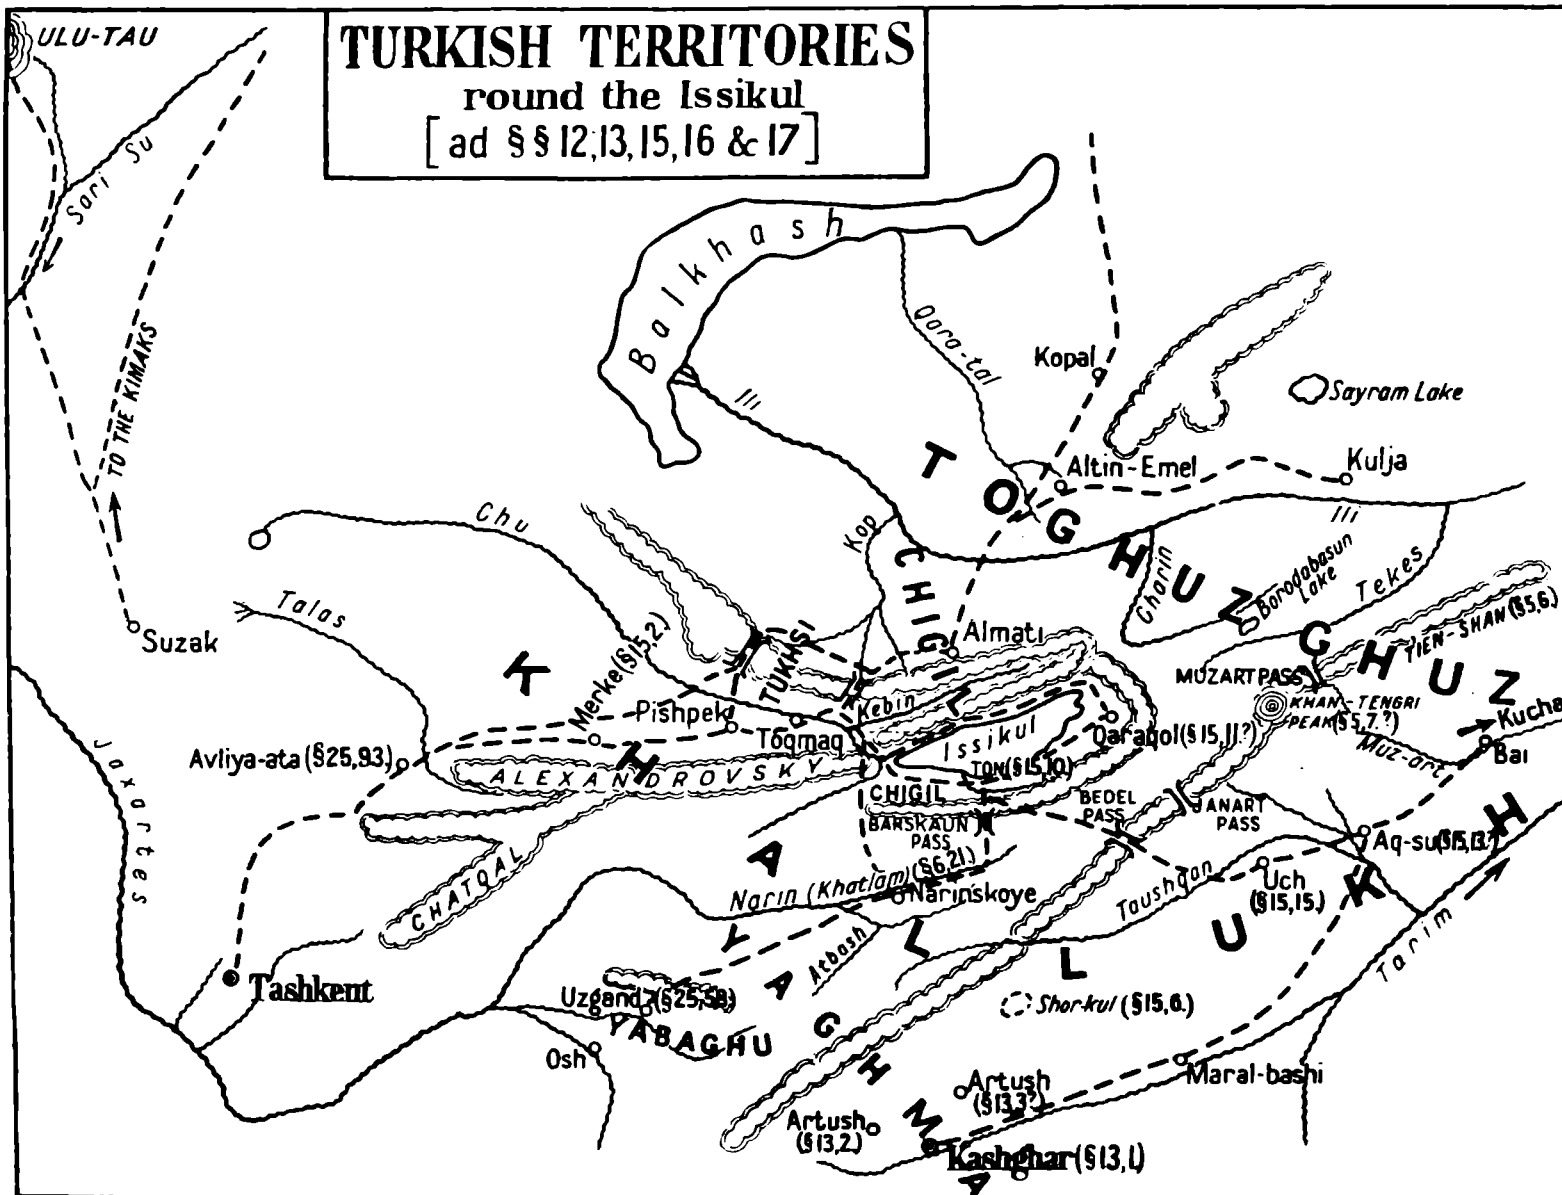 TURKISH TERRITORIES
round the Issikul
[ad §§ 12,13,15,16 & 17]
ULU-TAU
Sari Su
TO THE KIMAKS
Balkhash
Qara-tal
Kopal
Sayram Lake
Ili
TOGHUZ GHUZ
Altin-Emel
Kulja
Ili
Chu
Kop
CHIGIL
Charin
Borodabasun
Lake
Tekes
Talas
Suzak
Merke (§15,2.)
TUKHSI
Almati
TIEN-SHAN (§5,6.)
MUZART PASS
KHAN-TENGRI
PEAK (§5,7.?)
Kucha
Pishpek
Kebin
Toqmaq
Issikul
Qaraqol (§15,11.?)
Muz-art
Bai
Avliya-ata (§25,93.)
ALEXANDROVSKY
TON (§15,10.)
CHIGIL
BARSKAUN
PASS
BEDEL
PASS
JANART
PASS
Aq-su (§15,13.?)
Jaxartes
CHATQAL
KHALLUKH
Narin (Khatlam) (§6,21.)
Narinskoye
Taushqan
Uch
(§15,15.)
Atbash
Tarim
Tashkent
Uzgand? (§25,58.)
YABAGHU
YAGHMA
Shor-kul (§15,6.)
Osh
Maral-bashi
Artush
(§13,3?)
Artush
(§13,2.)
Kashghar (§13,1.)